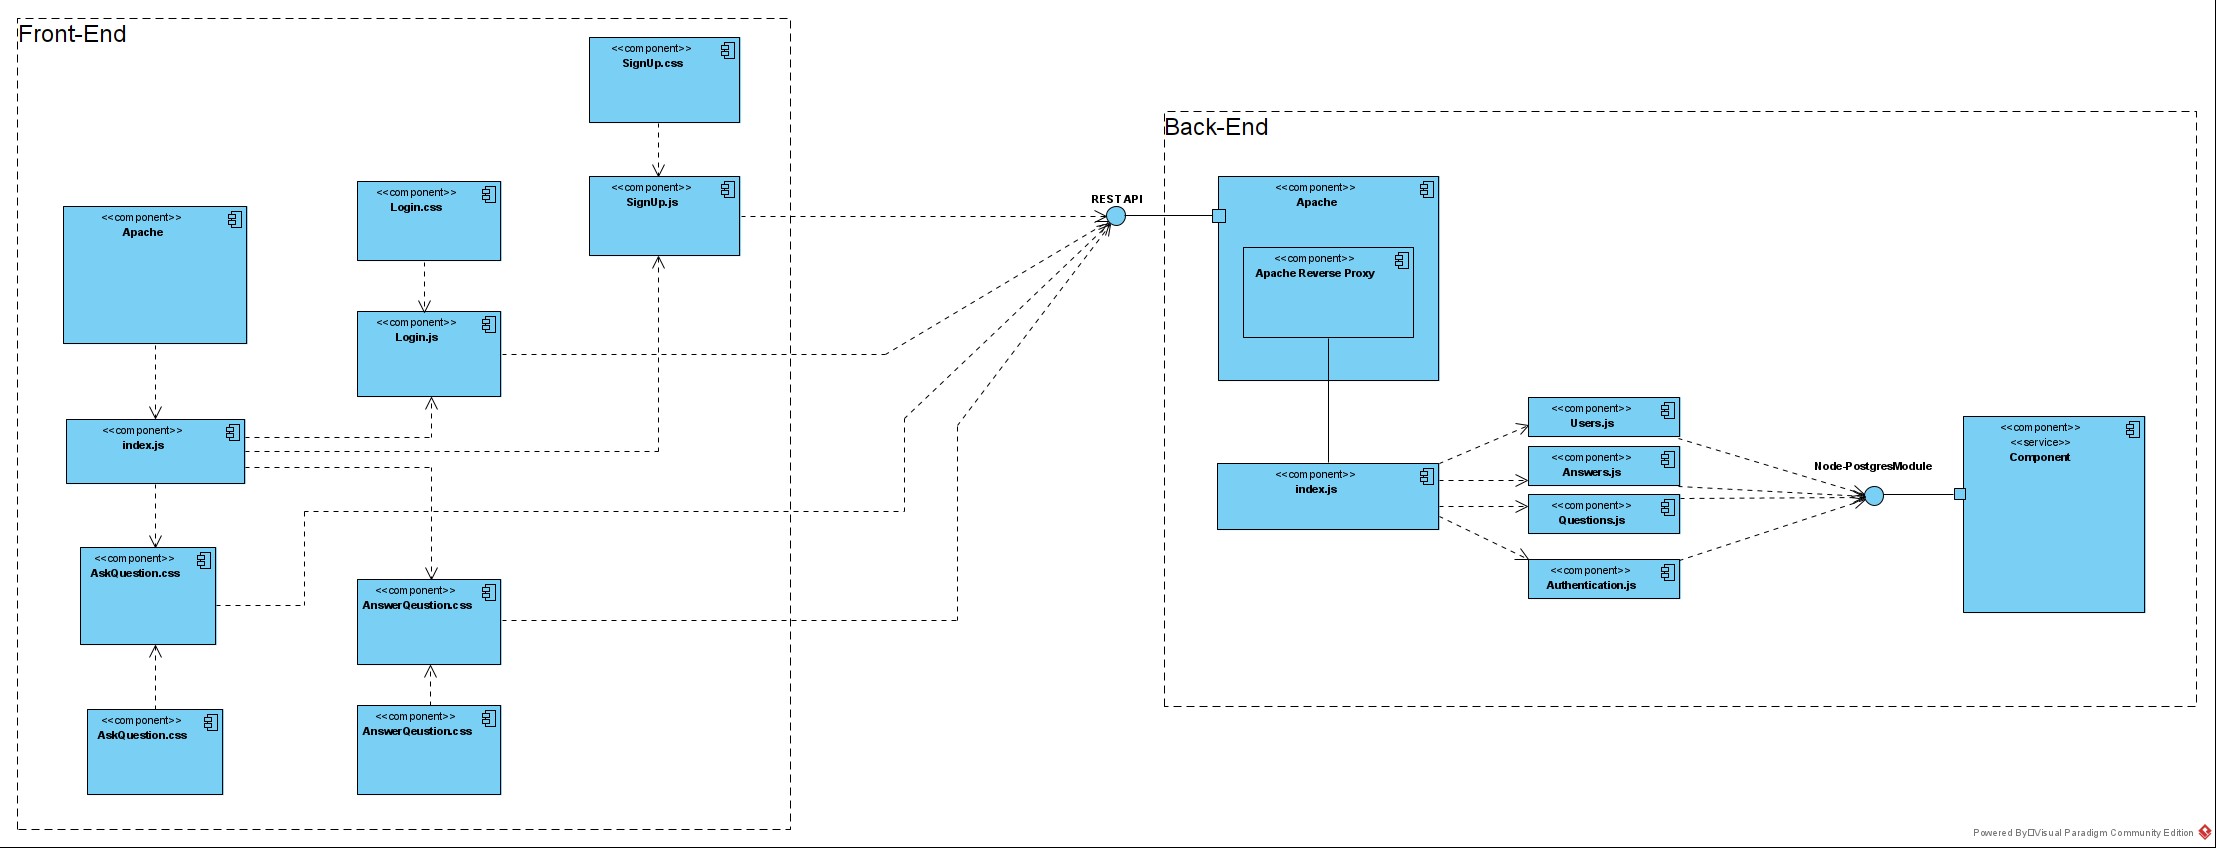 Front-End
<<component>>
SignUp.css
<<component>>
SignUp.js
<<component>>
Login.css
<<component>>
Apache
<<component>>
Login.js
<<component>>
index.js
<<component>>
AskQuestion.css
<<component>>
AnswerQeustion.css
<<component>>
AskQuestion.css
<<component>>
AnswerQeustion.css
REST API
Back-End
<<component>>
Apache
<<component>>
Apache Reverse Proxy
<<component>>
index.js
<<component>>
Users.js
<<component>>
Answers.js
<<component>>
Questions.js
<<component>>
Authentication.js
Node-PostgresModule
<<component>>
<<service>>
Component
Powered By□Visual Paradigm Community Edition